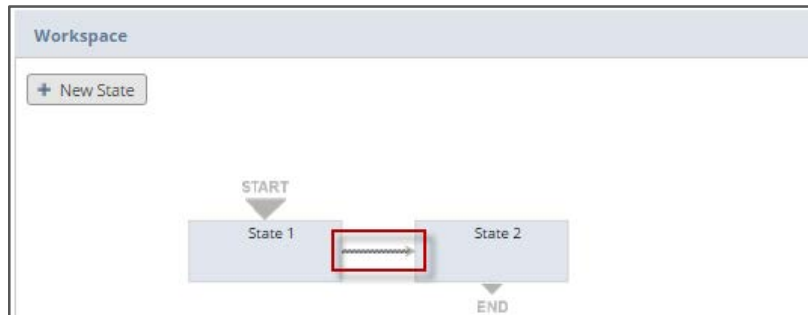 Workspace
+ New State
START
State 1
State 2
END